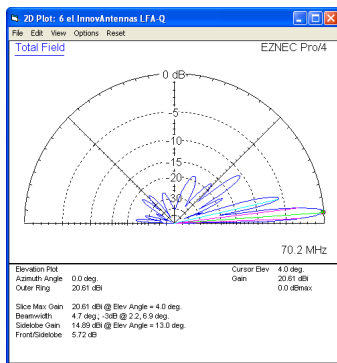 2D Plot: 6 el InnovAntennas LFA-Q
File Edit View Options Reset
Total Field
EZNEC Pro/4
0 dB
-5
-10
-15
-20
-30
70.2 MHz
Elevation Plot
Azimuth Angle 0.0 deg.
Outer Ring 20.61 dBi
Cursor Elev 4.0 deg.
Gain 20.61 dBi
0.0 dBmax
Slice Max Gain 20.61 dBi @ Elev Angle = 4.0 deg.
Beamwidth 4.7 deg.; -3dB @ 2.2, 6.9 deg.
Sidelobe Gain 14.89 dBi @ Elev Angle = 13.0 deg.
Front/Sidelobe 5.72 dB